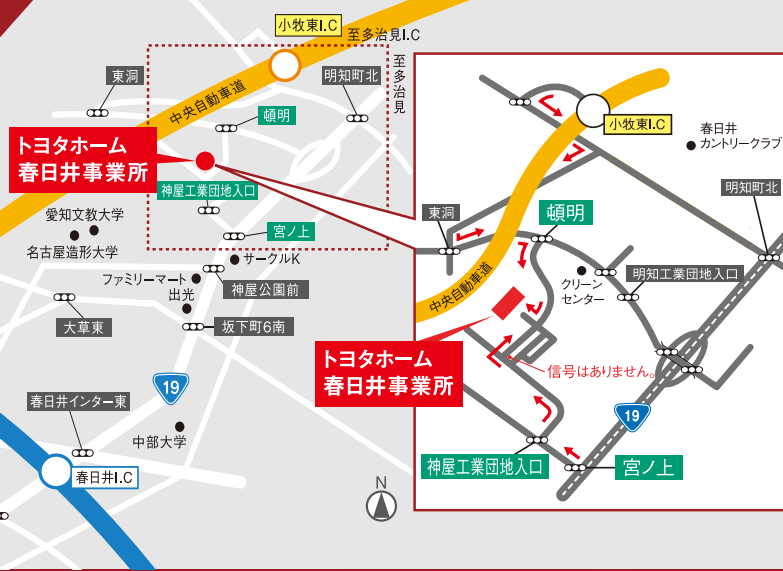 小牧東I.C
至多治見I.C
至多治見
東洞
明知町北
中央自動車道
頓明
トヨタホーム
春日井事業所
神屋工業団地入口
愛知文教大学
名古屋造形大学
宮ノ上
サークルK
ファミリーマート
出光
神屋公園前
大草東
坂下町6南
19
春日井インター東
中部大学
春日井I.C
N
小牧東I.C
春日井
カントリークラブ
明知町北
東洞
頓明
中央自動車道
クリーン
センター
明知工業団地入口
トヨタホーム
春日井事業所
信号はありません。
19
神屋工業団地入口
宮ノ上